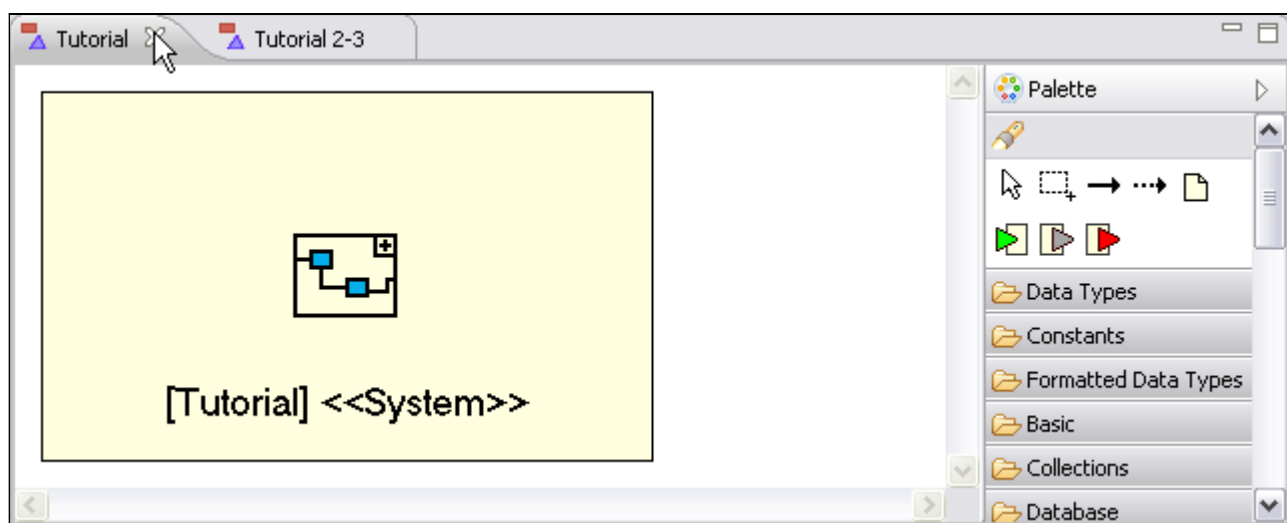 Tutorial
Tutorial 2-3
Palette
Data Types
Constants
Formatted Data Types
Basic
Collections
Database
[Tutorial] <<System>>